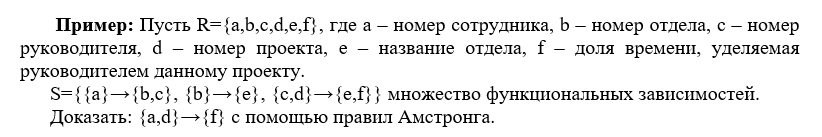 Пример: Пусть R={a,b,c,d,e,f}, где a – номер сотрудника, b – номер отдела, c – номер
руководителя, d – номер проекта, e – название отдела, f – доля времени, уделяемая
руководителем данному проекту.
S={{a}→{b,c}, {b}→{e}, {c,d}→{e,f}} множество функциональных зависимостей.
Доказать: {a,d}→{f} с помощью правил Амстронга.